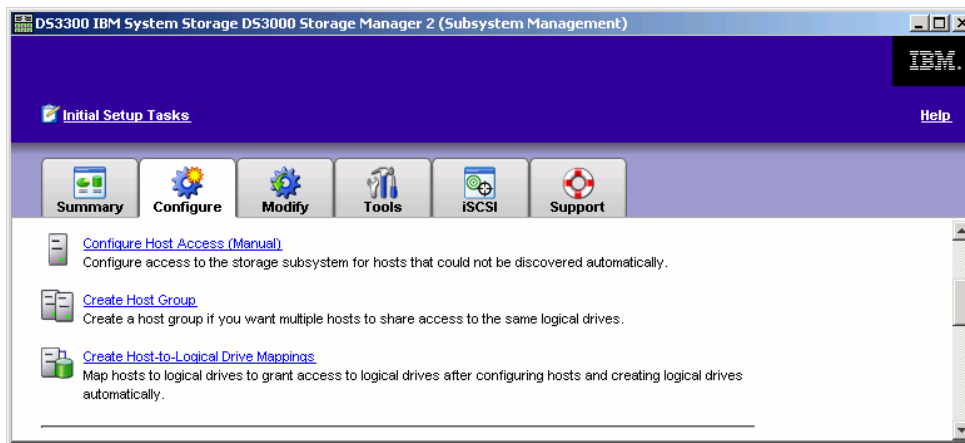 DS3300 IBM System Storage DS3000 Storage Manager 2 (Subsystem Management)
IBM.
Initial Setup Tasks
Help
Summary
Configure
Modify
Tools
iSCSI
Support
Configure Host Access (Manual)
Configure access to the storage subsystem for hosts that could not be discovered automatically.
Create Host Group
Create a host group if you want multiple hosts to share access to the same logical drives.
Create Host-to-Logical Drive Mappings
Map hosts to logical drives to grant access to logical drives after configuring hosts and creating logical drives
automatically.